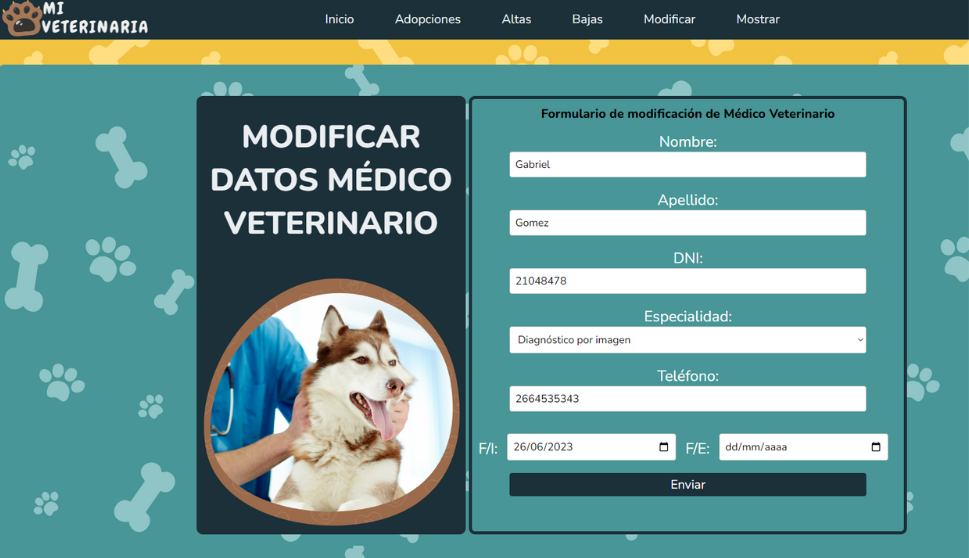 MI
VETERINARIA
Inicio
Adopciones
Altas
Bajas
Modificar
Mostrar
MODIFICAR
DATOS MÉDICO
VETERINARIO
Formulario de modificación de Médico Veterinario
Nombre:
Gabriel
Apellido:
Gomez
DNI:
21048478
Especialidad:
Diagnóstico por imagen
Teléfono:
2664535343
F/I: 26/06/2023 F/E: dd/mm/aaaa
Enviar